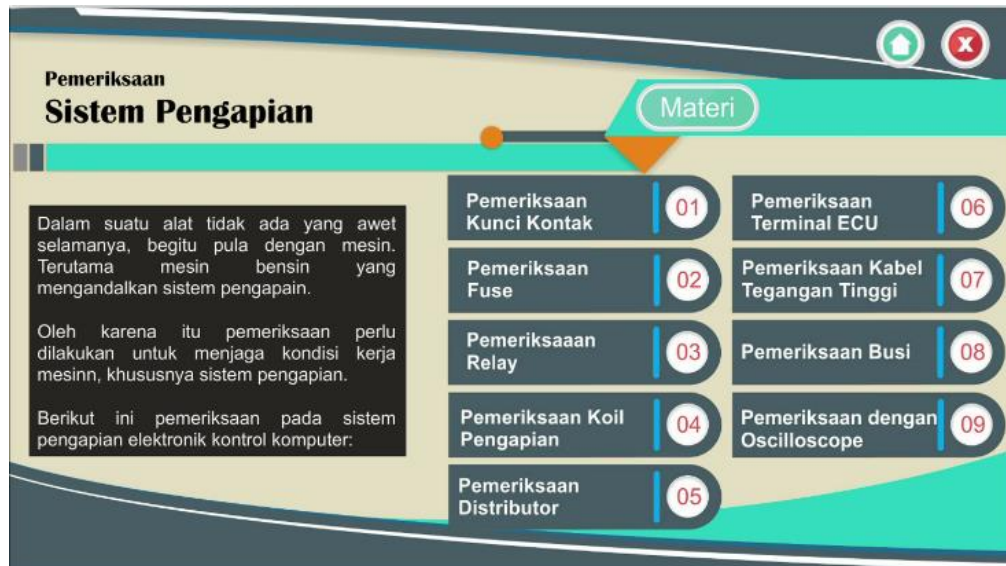 Pemeriksaan
Sistem Pengapian
Materi
X
Dalam suatu alat tidak ada yang awet
selamanya, begitu pula dengan mesin.
Terutama mesin bensin yang
mengandalkan sistem pengapain.
Oleh karena itu pemeriksaan perlu
dilakukan untuk menjaga kondisi kerja
mesinn, khususnya sistem pengapian.
Berikut ini pemeriksaan pada sistem
pengapian elektronik kontrol komputer:
Pemeriksaan
Kunci Kontak
01
Pemeriksaan
Fuse
02
Pemeriksaaan
Relay
03
Pemeriksaan Koil
Pengapian
04
Pemeriksaan
Distributor
05
Pemeriksaan
Terminal ECU
06
Pemeriksaan Kabel
Tegangan Tinggi
07
Pemeriksaan Busi
08
Pemeriksaan dengan
Oscilloscope
09